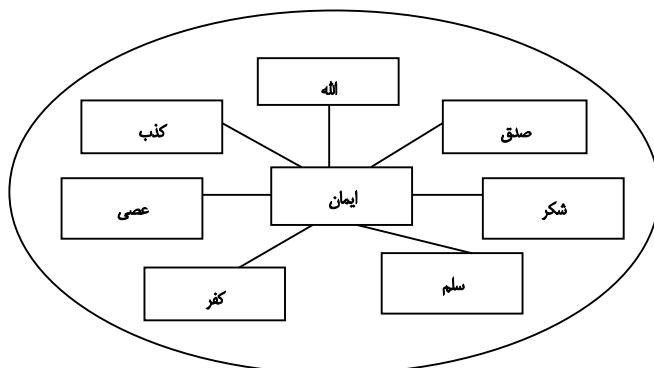 الله
صدق
كذب
ايمان
شكر
عصى
سلم
كفر